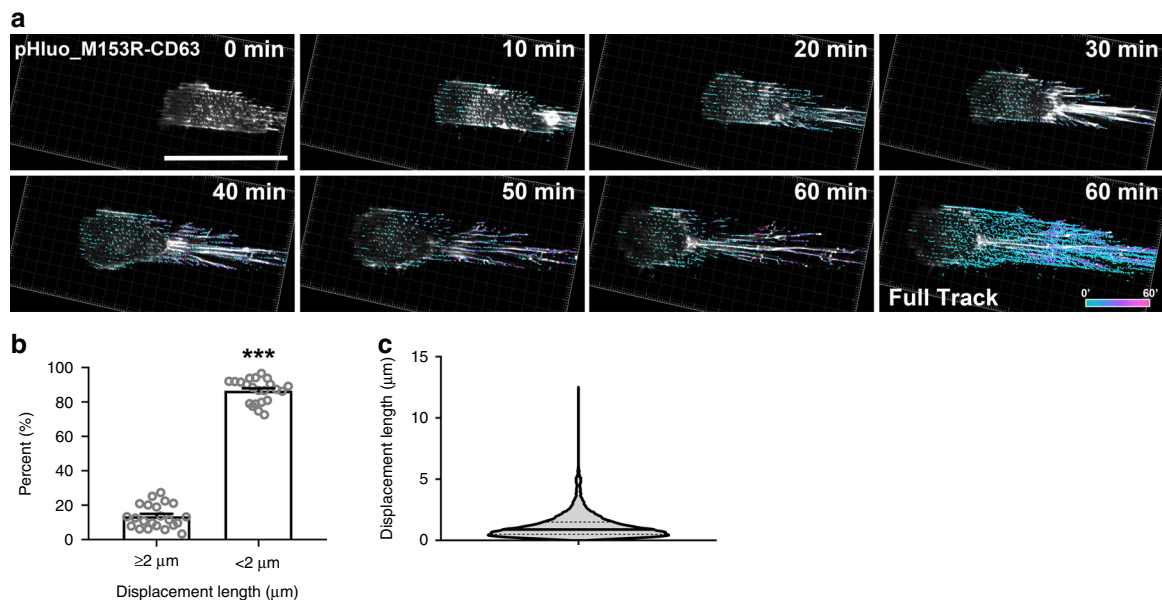 a
pHluo_M153R-CD63
0 min
10 min
20 min
30 min
40 min
50 min
60 min
60 min
Full Track
0'
60'
b
***
100
80
60
40
20
0
Percent (%)
≥2 μm
<2 μm
Displacement length (μm)
c
15
10
5
0
Displacement length (μm)